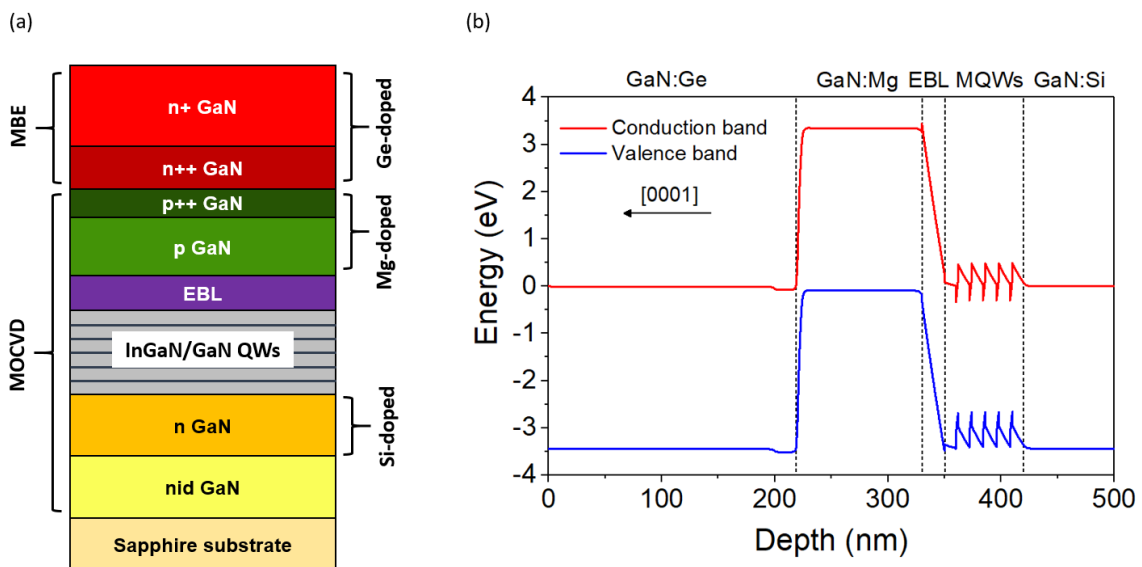 (a)
MBE
MOCVD
n+ GaN
n++ GaN
p++ GaN
p GaN
EBL
InGaN/GaN QWs
n GaN
nid GaN
Sapphire substrate
Ge-doped
Mg-doped
Si-doped
(b)
GaN:Ge GaN:Mg EBL MQWs GaN:Si
Conduction band
Valence band
[0001]
Energy (eV)
4
3
2
1
0
-1
-2
-3
-4
0 100 200 300 400 500
Depth (nm)